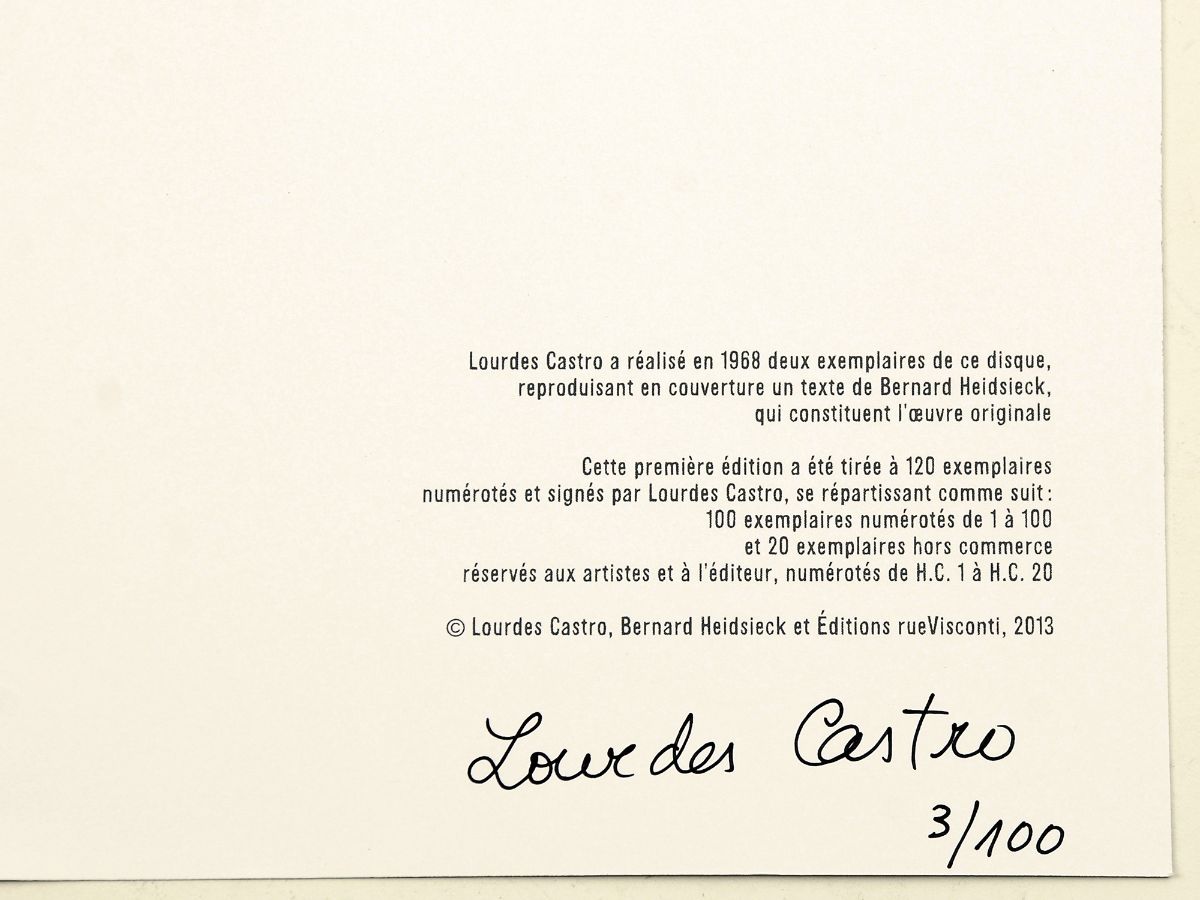 Lourdes Castro a réalisé en 1968 deux exemplaires de ce disque,
reproduisant en couverture un texte de Bernard Heidsieck,
qui constituent l'œuvre originale
Cette première édition a été tirée à 120 exemplaires
numérotés et signés par Lourdes Castro, se répartissant comme suit :
100 exemplaires numérotés de 1 à 100
et 20 exemplaires hors commerce
réservés aux artistes et à l'éditeur, numérotés de H.C. 1 à H.C. 20
© Lourdes Castro, Bernard Heidsieck et Éditions rueVisconti, 2013
Lourdes Castro
3/100